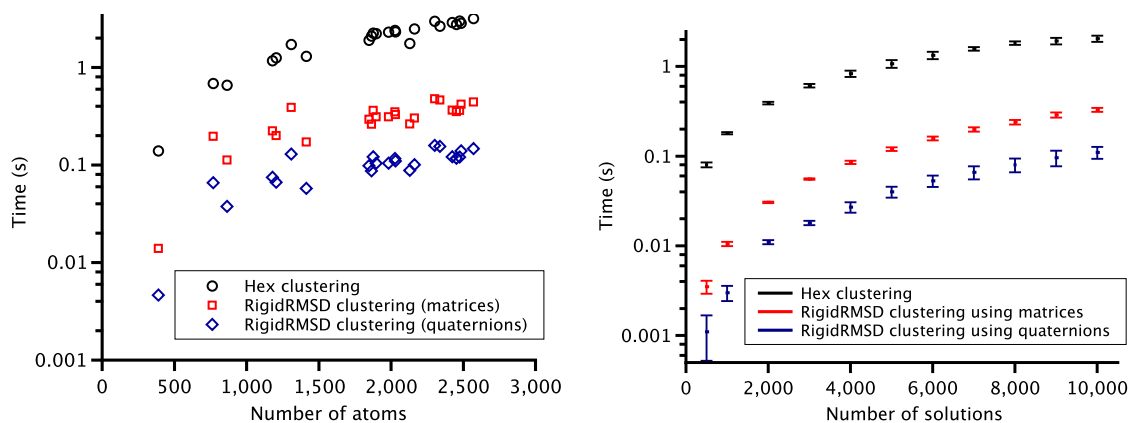 1
0.1
0.01
0.001
Time (s)
0
500
1,000
1,500
2,000
2,500
3,000
Number of atoms
Hex clustering
RigidRMSD clustering (matrices)
RigidRMSD clustering (quaternions)
1
0.1
0.01
0.001
Time (s)
0
2,000
4,000
6,000
8,000
10,000
Number of solutions
Hex clustering
RigidRMSD clustering using matrices
RigidRMSD clustering using quaternions